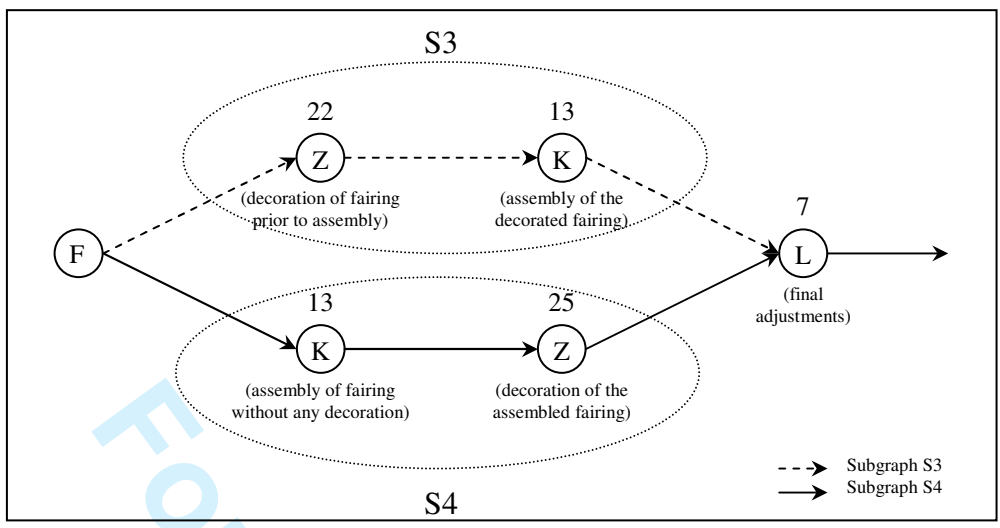 S3
22
13
Z
K
(decoration of fairing
prior to assembly)
(assembly of the
decorated fairing)
7
F
L
(final
adjustments)
13
25
K
Z
(assembly of fairing
without any decoration)
(decoration of the
assembled fairing)
Subgraph S3
Subgraph S4
S4
Fo